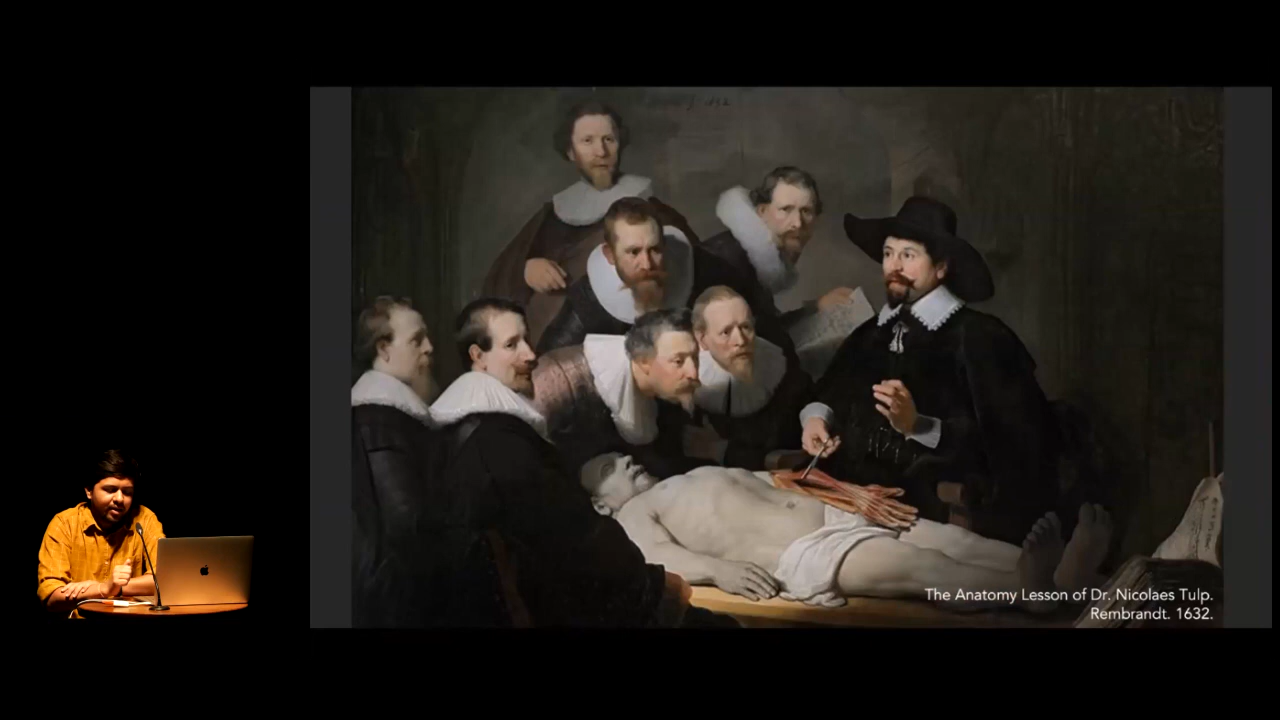 The Anatomy Lesson of Dr. Nicolaes Tulp.
Rembrandt. 1632.